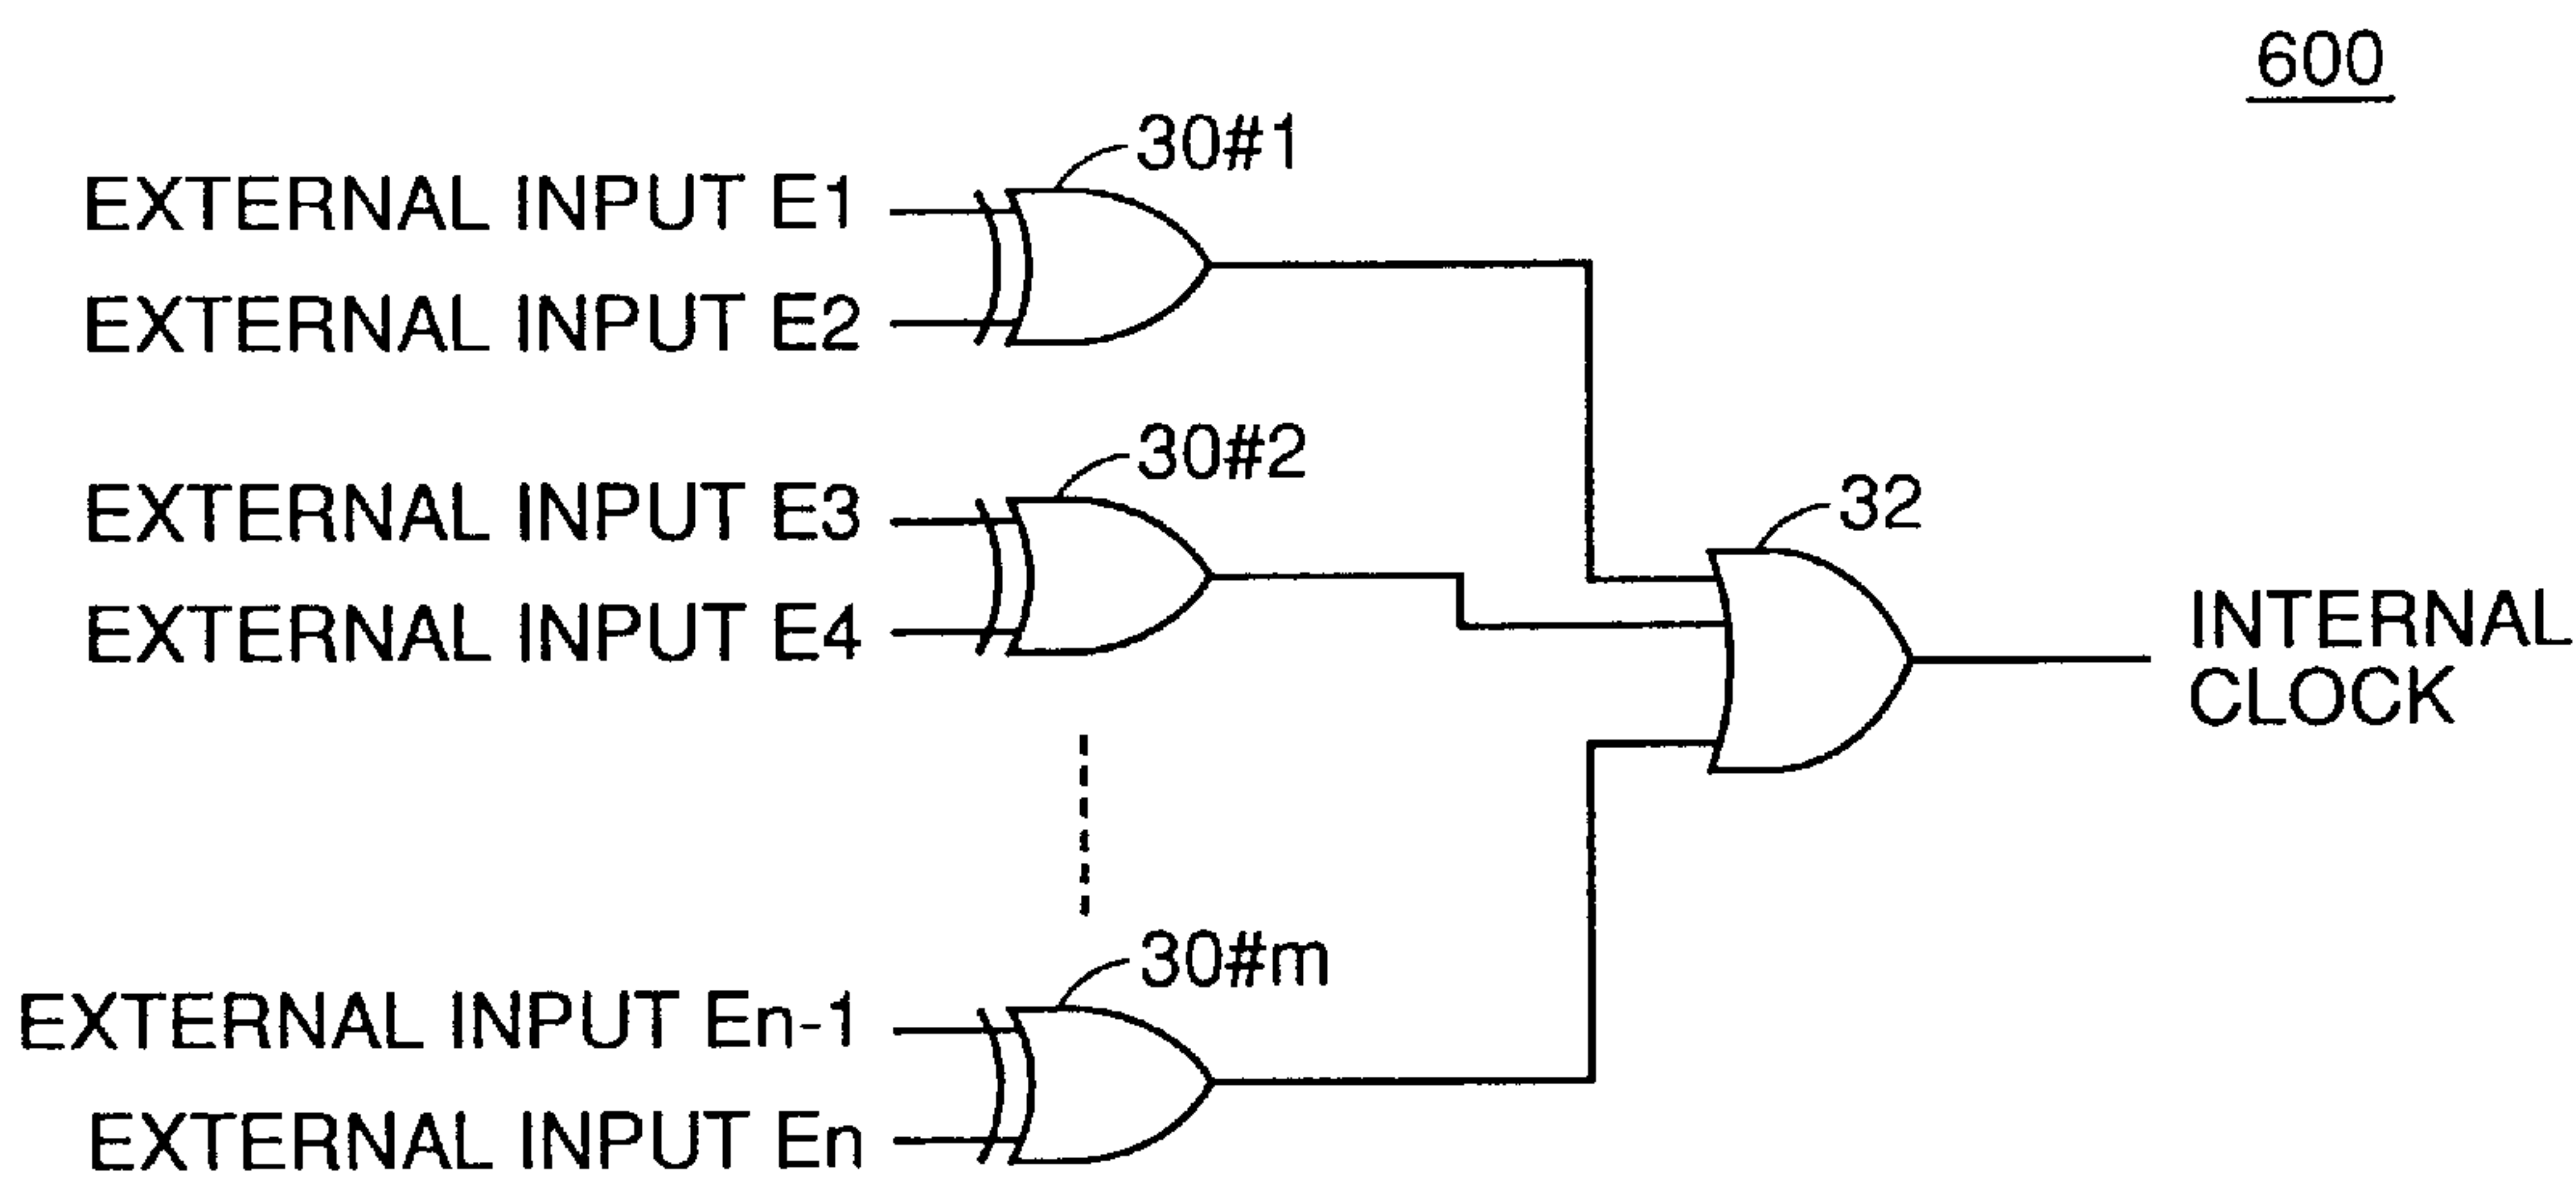 600
30#1
EXTERNAL INPUT E1
EXTERNAL INPUT E2
30#2
EXTERNAL INPUT E3
EXTERNAL INPUT E4
32
INTERNAL
CLOCK
30#m
EXTERNAL INPUT En-1
EXTERNAL INPUT En